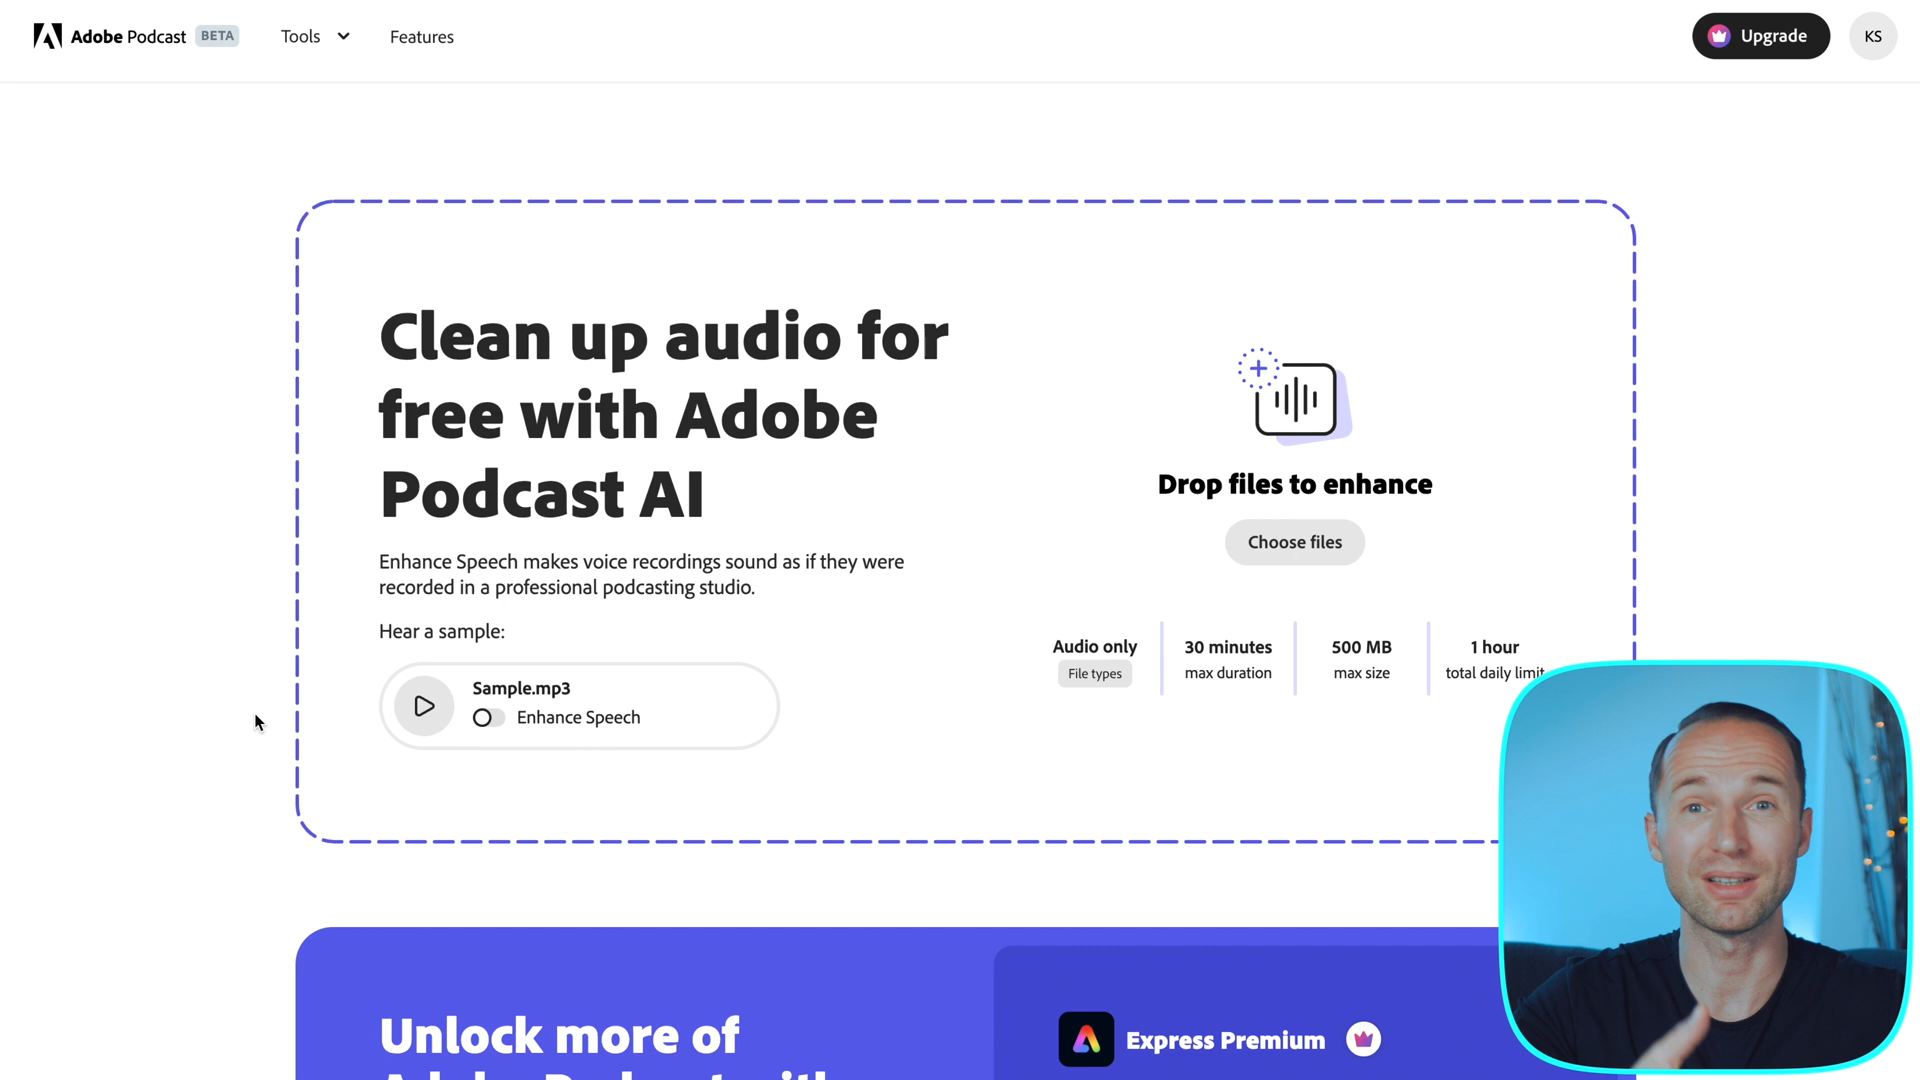 Adobe Podcast BETA
Tools
Features
Upgrade
KS
Clean up audio for
free with Adobe
Podcast AI
Enhance Speech makes voice recordings sound as if they were
recorded in a professional podcasting studio.
Hear a sample:
Sample.mp3
Enhance Speech
Drop files to enhance
Choose files
Audio only
File types
30 minutes
max duration
500 MB
max size
1 hour
total daily limit
Unlock more of
Adobe Podcast with
Express Premium